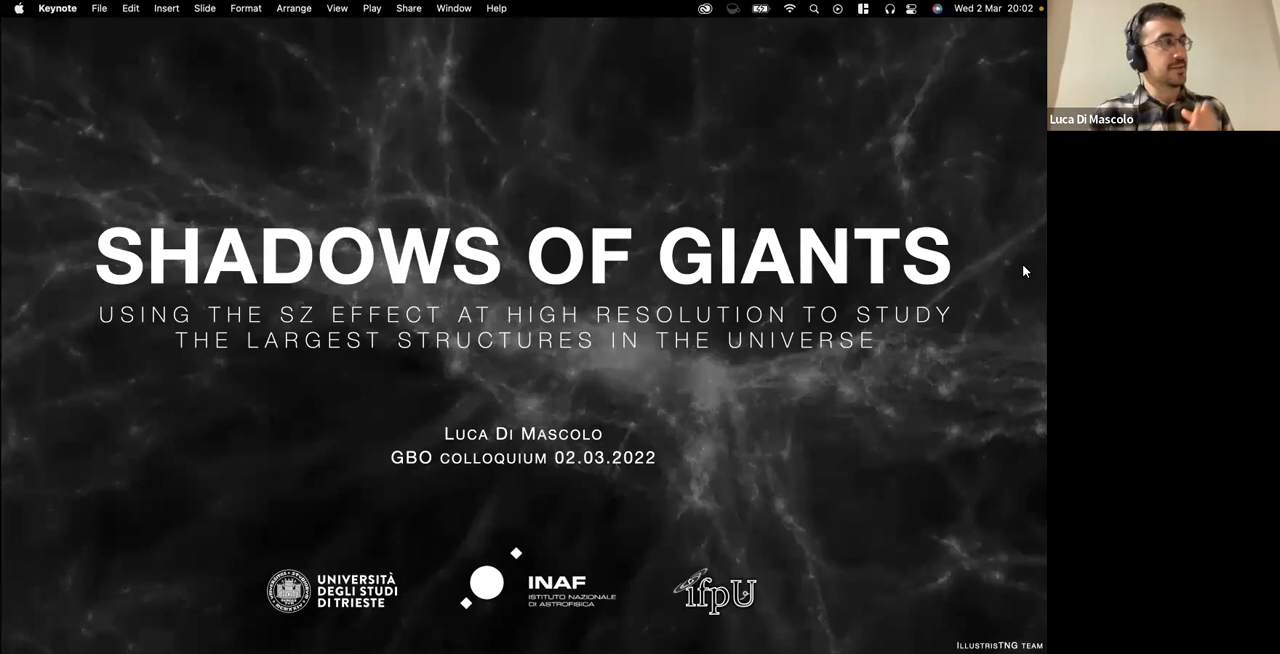 Keynote File Edit Insert Slide Format Arrange View Play Share Window Help Wed 2 Mar 20:02
Luca Di Mascolo
SHADOWS OF GIANTS
USING THE SZ EFFECT AT HIGH RESOLUTION TO STUDY
THE LARGEST STRUCTURES IN THE UNIVERSE
LUCA DI MASCOLO
GBO COLLOQUIUM 02.03.2022
UNIVERSITÀ
DEGLI STUDI
DI TRIESTE
INAF
ISTITUTO NAZIONALE
DI ASTROFISICA
ifpU
ILLUSTRISTNG TEAM